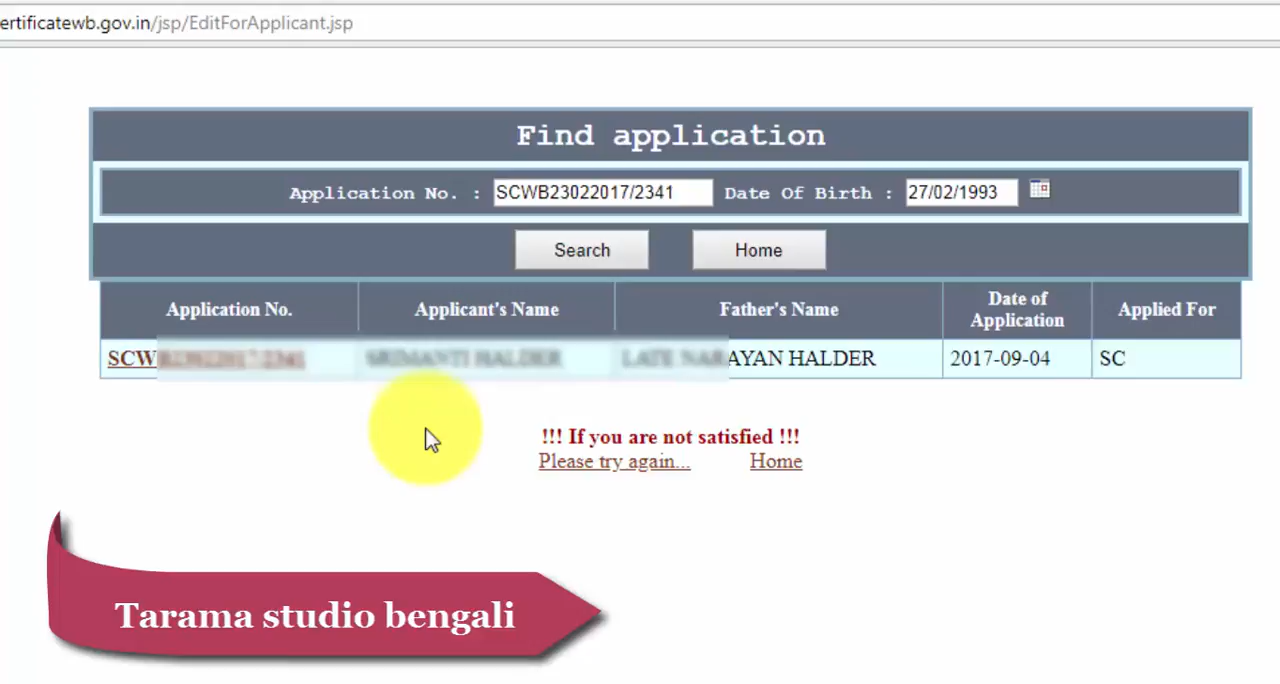 ertificatewb.gov.in/jsp/EditForApplicant.jsp
Find application
Application No. : SCWB23022017/2341 Date Of Birth : 27/02/1993
Search Home
Application No. Applicant's Name Father's Name Date of Application Applied For
SCW AYAN HALDER 2017-09-04 SC
!!! If you are not satisfied !!!
Please try again... Home
Tarama studio bengali